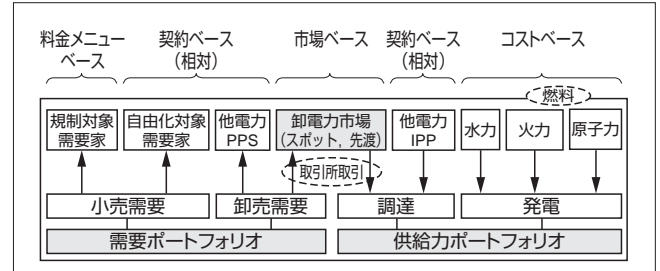 料金メニュー
ベース
契約ベース
(相対)
市場ベース
契約ベース
(相対)
コストベース
燃料
規制対象
需要家
自由化対象
需要家
他電力
PPS
卸電力市場
(スポット,先渡)
他電力
IPP
水力
火力
原子力
取引所取引
小売需要
卸売需要
調達
発電
需要ポートフォリオ
供給力ポートフォリオ